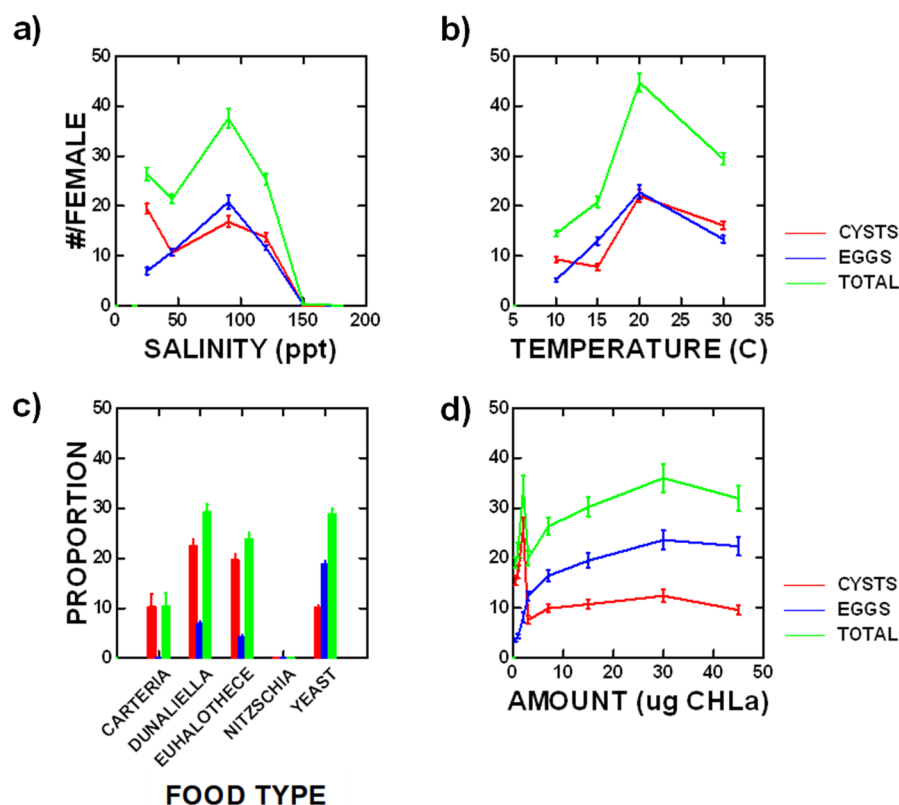 a)
50
40
30
20
10
0
#/FEMALE
0 50 100 150 200
SALINITY (ppt)
b)
50
40
30
20
10
0
5 10 15 20 25 30 35
TEMPERATURE (C)
CYSTS
EGGS
TOTAL
c)
50
40
30
20
10
0
PROPORTION
CARTERIA
DUNALIELLA
EUHALOTHECE
NITZSCHIA
YEAST
FOOD TYPE
d)
50
40
30
20
10
0
0 10 20 30 40 50
AMOUNT (ug CHLa)
CYSTS
EGGS
TOTAL